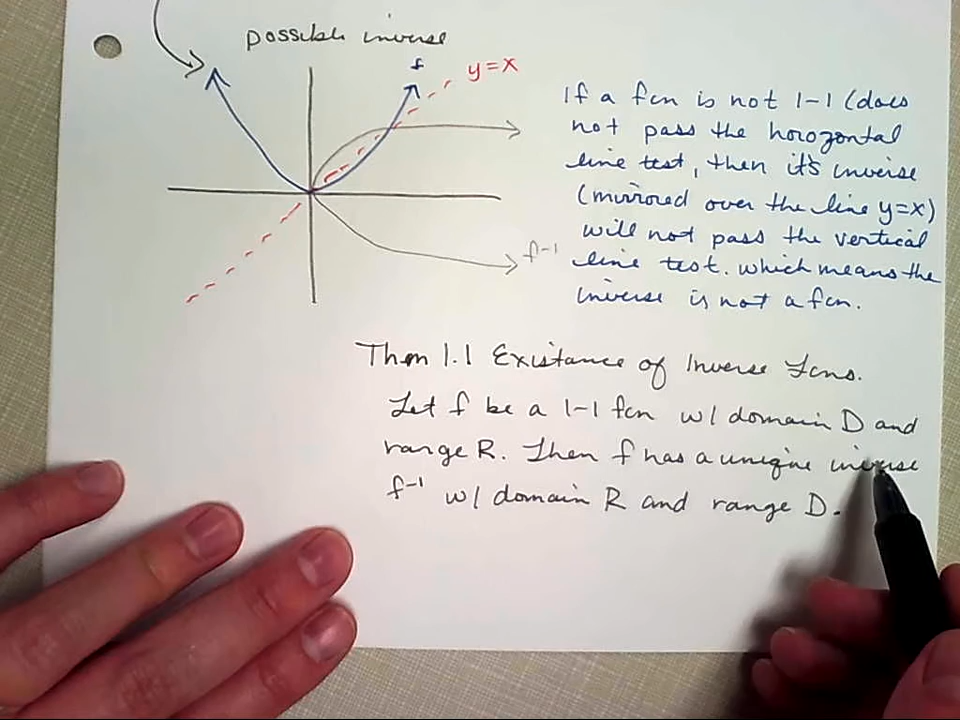 possible inverse
f
y=x
f-1
If a fcn is not 1-1 (does
not pass the horozontal
line test, then it's inverse
(mirrored over the line y=x)
will not pass the vertical
line test. which means the
inverse is not a fcn.
Thm 1.1 Existance of Inverse Fcns.
Let f be a 1-1 fcn w/ domain D and
range R. Then f has a unique inverse
f-1 w/ domain R and range D.